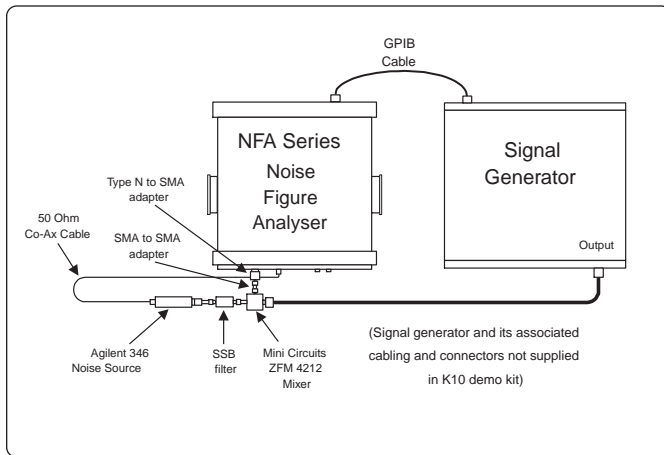 GPIB
Cable
NFA Series
Noise
Figure
Analyser
Signal
Generator
Output
Type N to SMA
adapter
SMA to SMA
adapter
50 Ohm
Co-Ax Cable
Agilent 346
Noise Source
SSB
filter
Mini Circuits
ZFM 4212
Mixer
(Signal generator and its associated
cabling and connectors not supplied
in K10 demo kit)